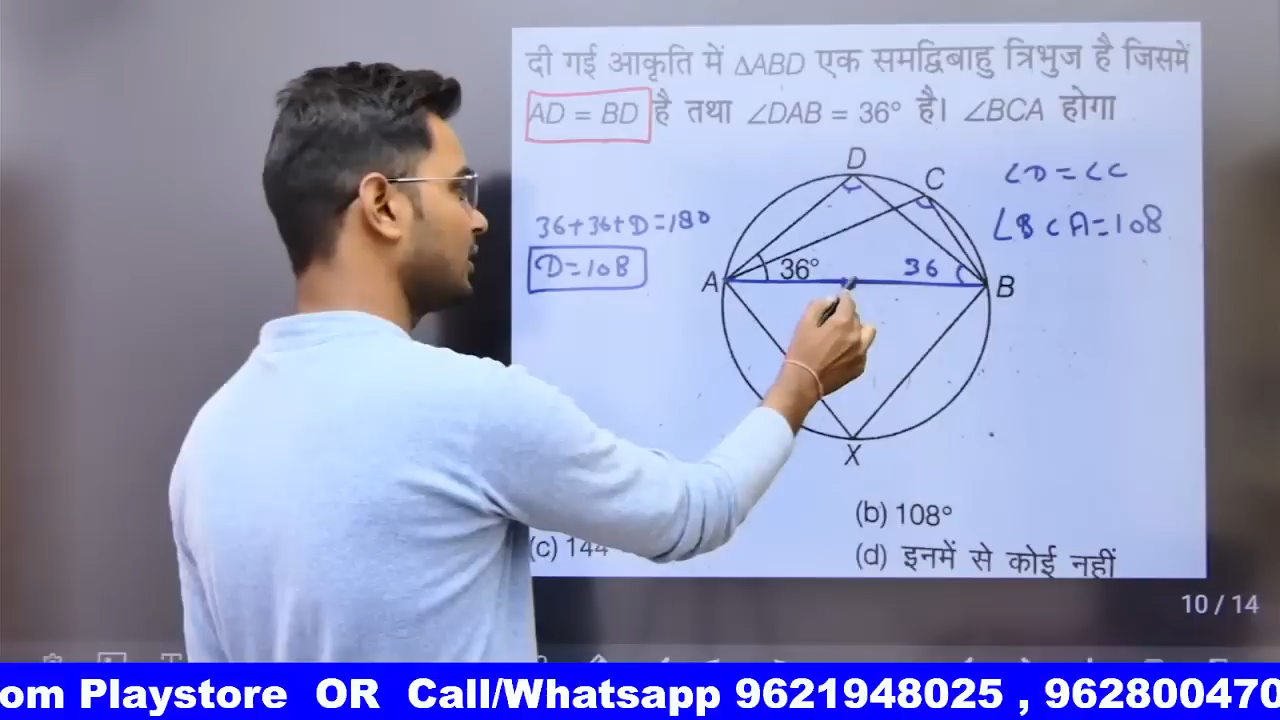 दी गई आकृति में ΔABD एक समद्विबाहु त्रिभुज है जिसमें
AD = BD है तथा ∠DAB = 36° है। ∠BCA होगा
D
C
∠D = ∠C
36+36+D=180
∠BCA=108
D=108
36°
36
A
B
X
(b) 108°
(c) 144
(d) इनमें से कोई नहीं
10 / 14
om Playstore OR Call/Whatsapp 9621948025 , 962800470